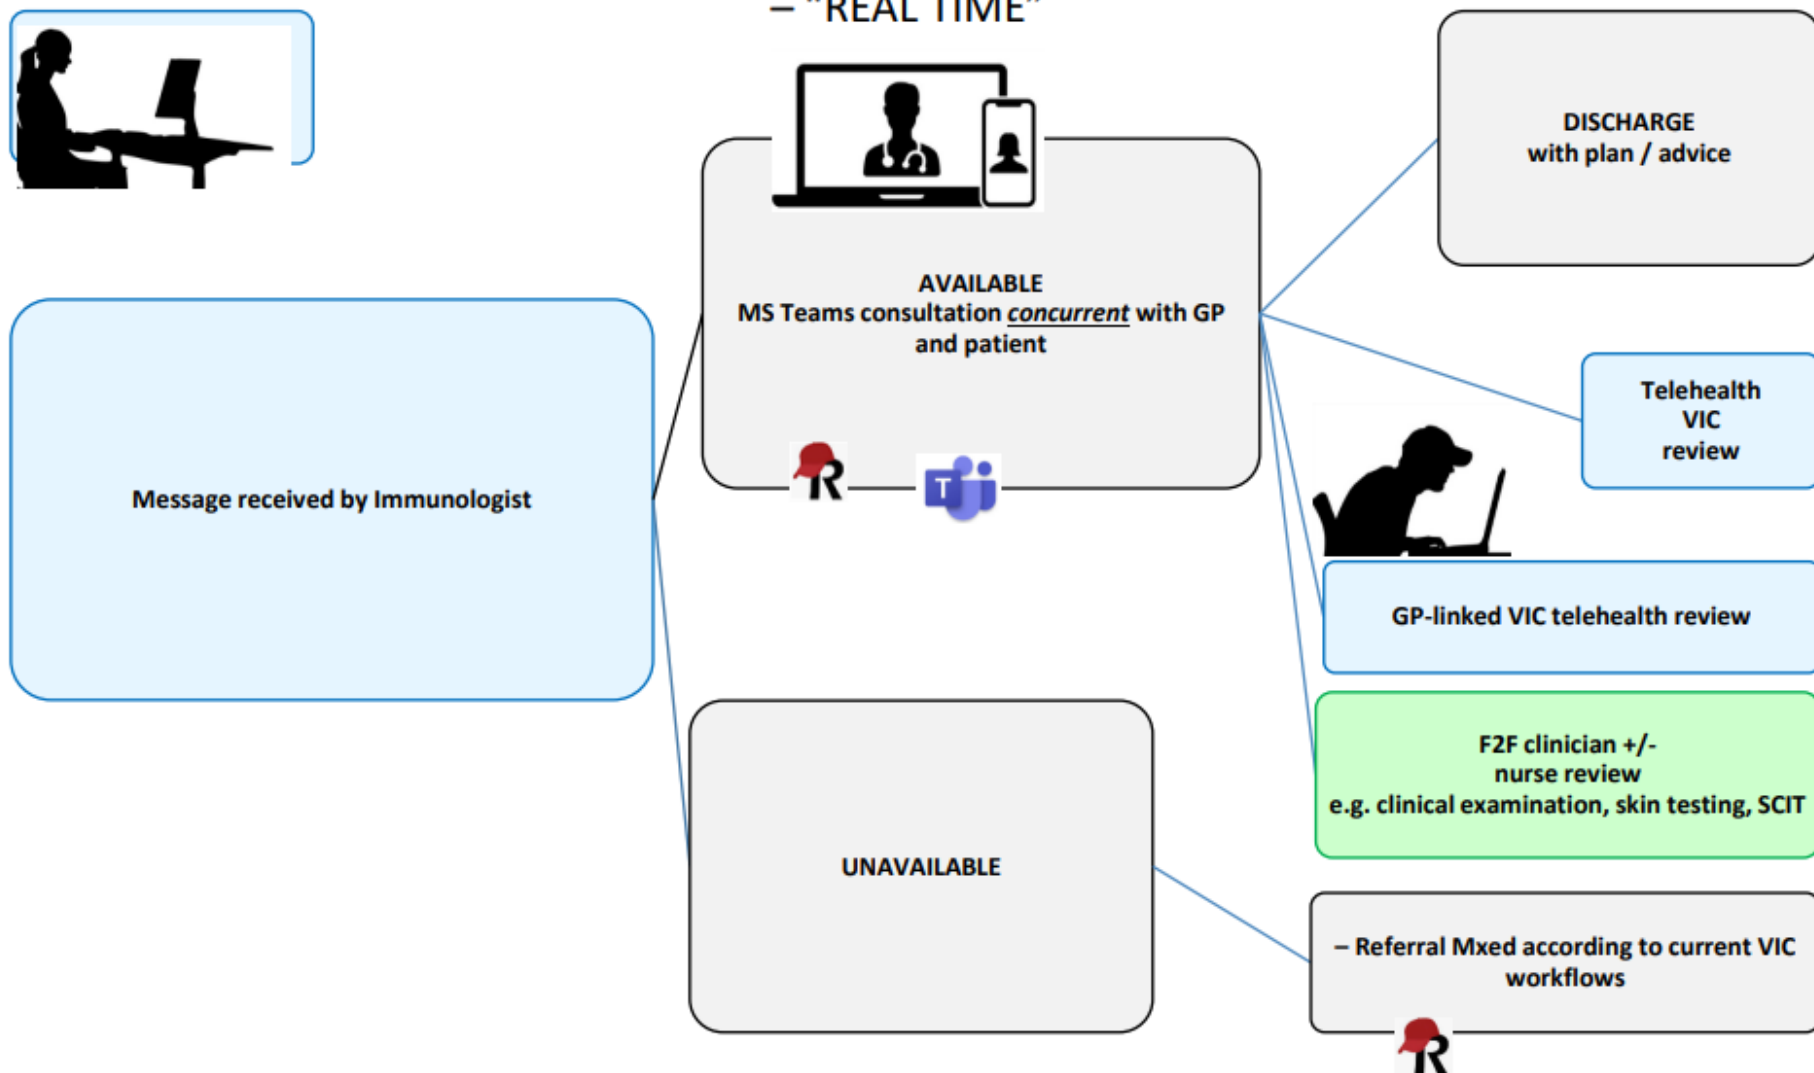 – "REAL TIME"
DISCHARGE
with plan / advice
AVAILABLE
MS Teams consultation concurrent with GP
and patient
Telehealth
VIC
review
R
T
Message received by Immunologist
GP-linked VIC telehealth review
F2F clinician +/-
nurse review
e.g. clinical examination, skin testing, SCIT
UNAVAILABLE
– Referral Mxed according to current VIC
workflows
R